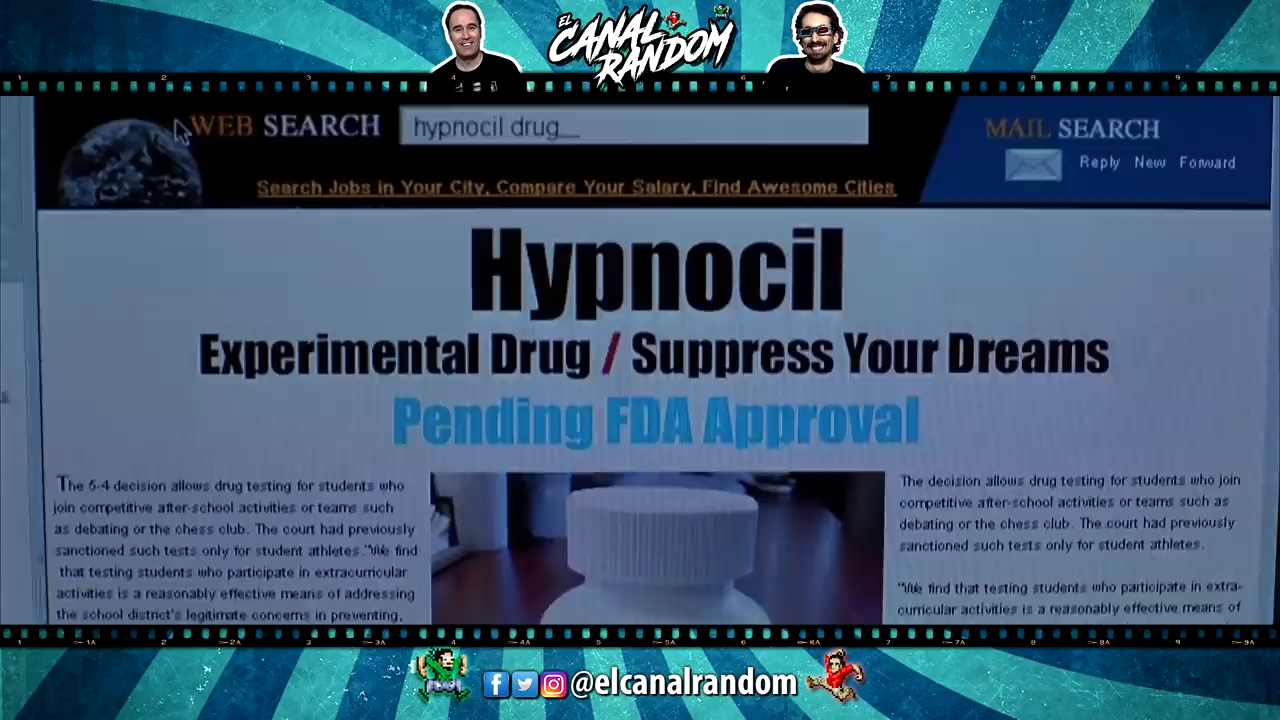 EL
CANAL
RANDOM
WEB SEARCH
hypnocil drug_
MAIL SEARCH
Reply New Forward
Search Jobs in Your City, Compare Your Salary, Find Awesome Cities
Hypnocil
Experimental Drug / Suppress Your Dreams
Pending FDA Approval
The 5-4 decision allows drug testing for students who
join competitive after-school activities or teams such
as debating or the chess club. The court had previously
sanctioned such tests only for student athletes. "We find
that testing students who participate in extracurricular
activities is a reasonably effective means of addressing
the school district's legitimate concerns in preventing,
The decision allows drug testing for students who join
competitive after-school activities or teams such as
debating or the chess club. The court had previously
sanctioned such tests only for student athletes.
"We find that testing students who participate in extra-
curricular activities is a reasonably effective means of
@elcanalrandom